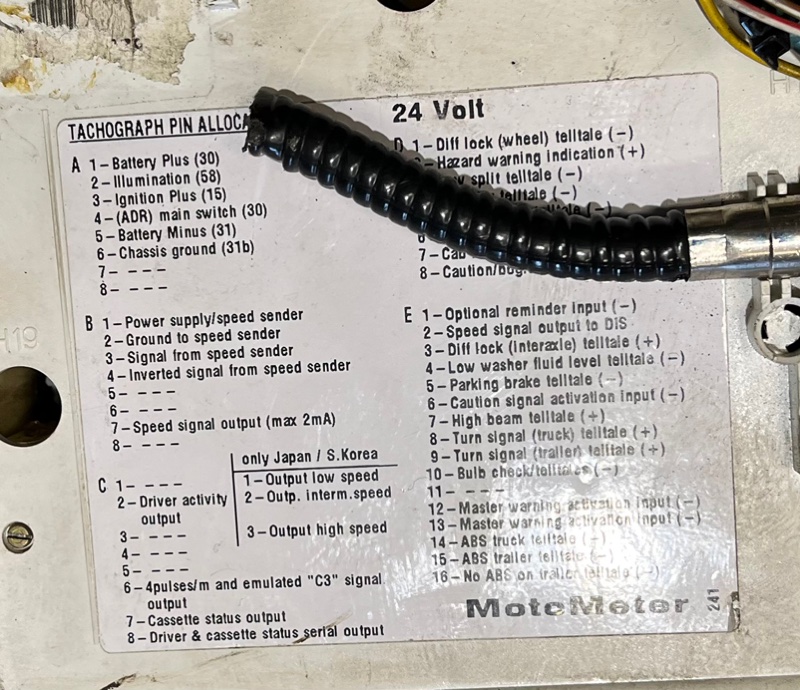 TACHOGRAPH PIN ALLOCA
24 Volt
A 1–Battery Plus (30)
2–Illumination (58)
3–Ignition Plus (15)
4–(ADR) main switch (30)
5–Battery Minus (31)
6–Chassis ground (31b)
7– – – –
8– – – –
D 1–Diff lock (wheel) telltale (–)
–Hazard warning indication (+)
split telltale (–)
telltale (–)
(–)
7–Cab
8–Caution/
B 1–Power supply/speed sender
2–Ground to speed sender
3–Signal from speed sender
4–Inverted signal from speed sender
5– – – –
6– – – –
7–Speed signal output (max 2mA)
8– – – –
E 1–Optional reminder input (–)
2–Speed signal output to DIS
3–Diff lock (interaxle) telltale (+)
4–Low washer fluid level telltale (–)
5–Parking brake telltale (–)
6–Caution signal activation input (–)
7–High beam telltale (+)
8–Turn signal (truck) telltale (+)
9–Turn signal (trailer) telltale (+)
10–Bulb check/telltales (–)
11– – – –
12–Master warning activation input (–)
13–Master warning activation input (–)
14–ABS truck telltale (–)
15–ABS trailer telltale (–)
16–No ABS on trailer telltale (–)
C 1– – – –
2–Driver activity
output
3– – – –
4– – – –
5– – – –
6–4pulses/m and emulated "C3" signal
output
7–Cassette status output
8–Driver & cassette status serial output
only Japan / S.Korea
1–Output low speed
2–Outp. interm.speed
3–Output high speed
MotoMeter
241
H19